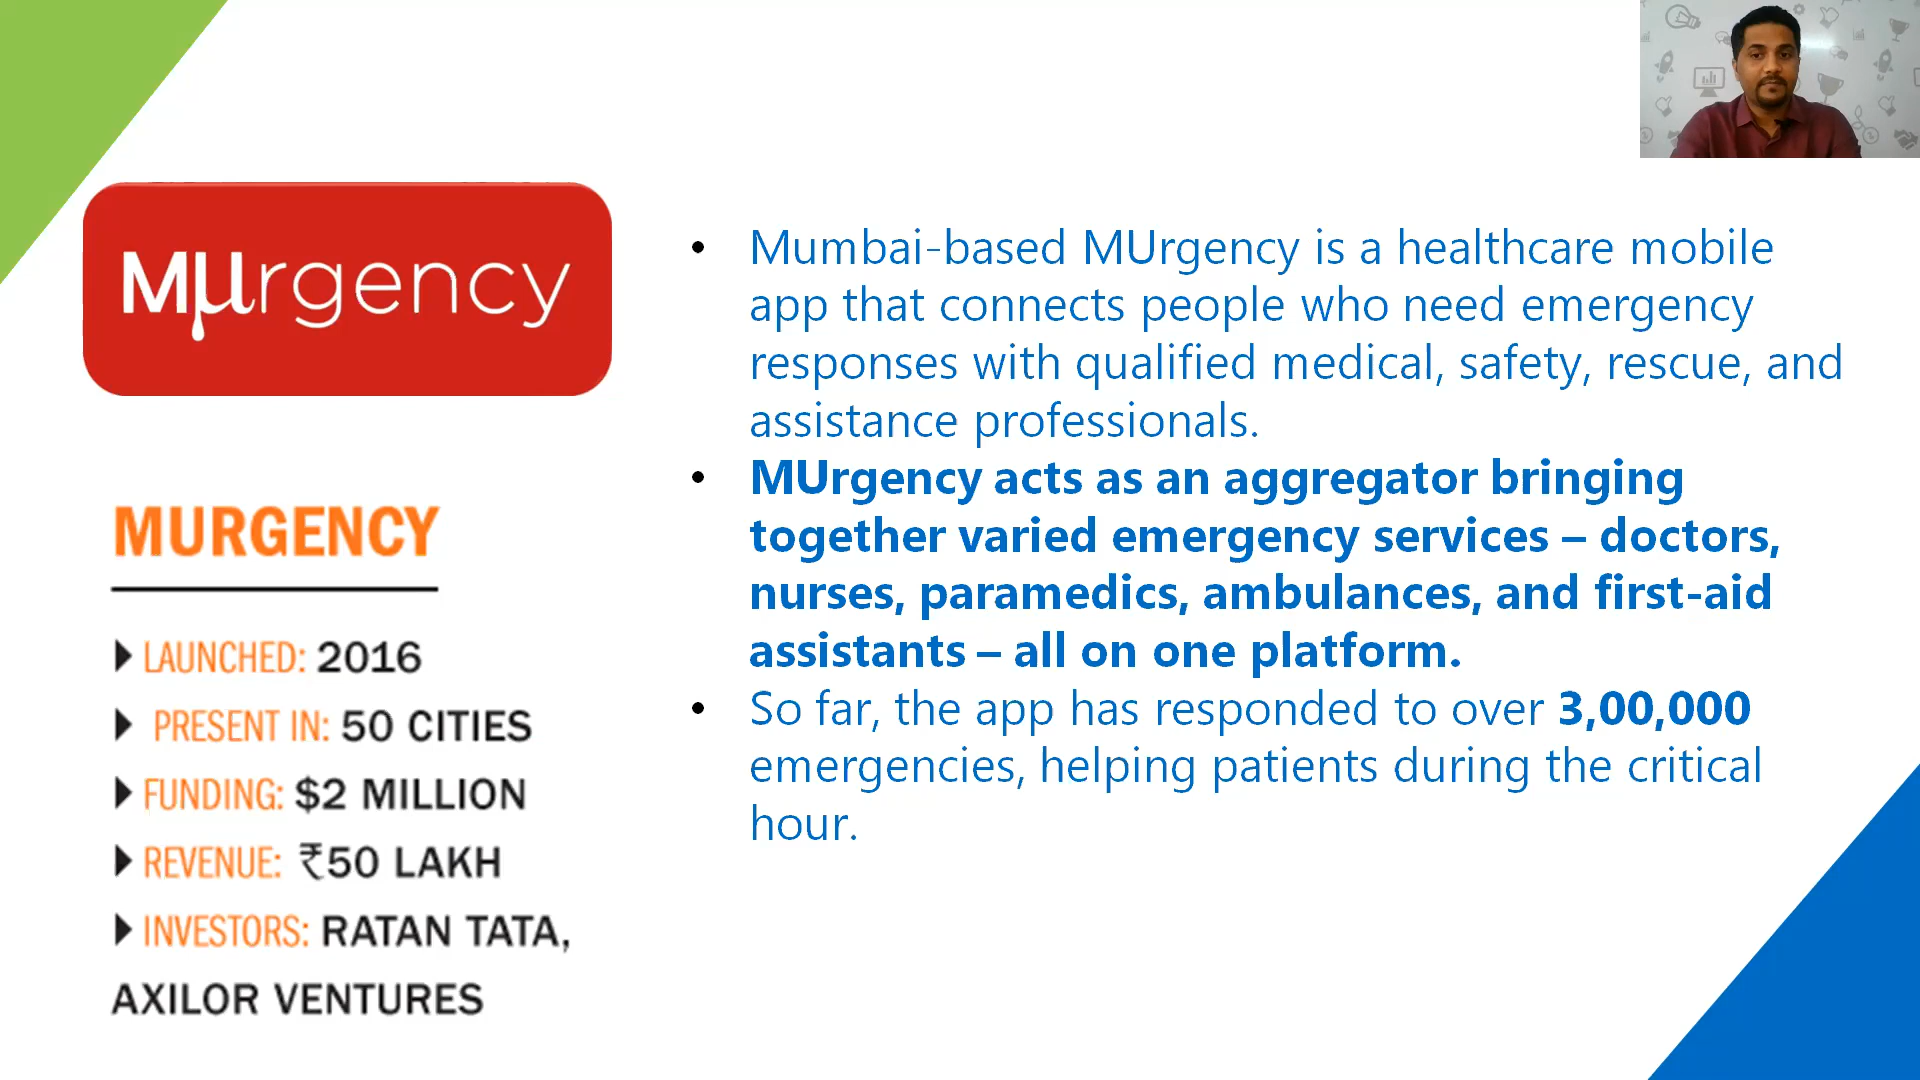 Mμrgency
MURGENCY
LAUNCHED: 2016
PRESENT IN: 50 CITIES
FUNDING: $2 MILLION
REVENUE: ₹50 LAKH
INVESTORS: RATAN TATA,
AXILOR VENTURES
• Mumbai-based MUrgency is a healthcare mobile
app that connects people who need emergency
responses with qualified medical, safety, rescue, and
assistance professionals.
• MUrgency acts as an aggregator bringing
together varied emergency services – doctors,
nurses, paramedics, ambulances, and first-aid
assistants – all on one platform.
• So far, the app has responded to over 3,00,000
emergencies, helping patients during the critical
hour.